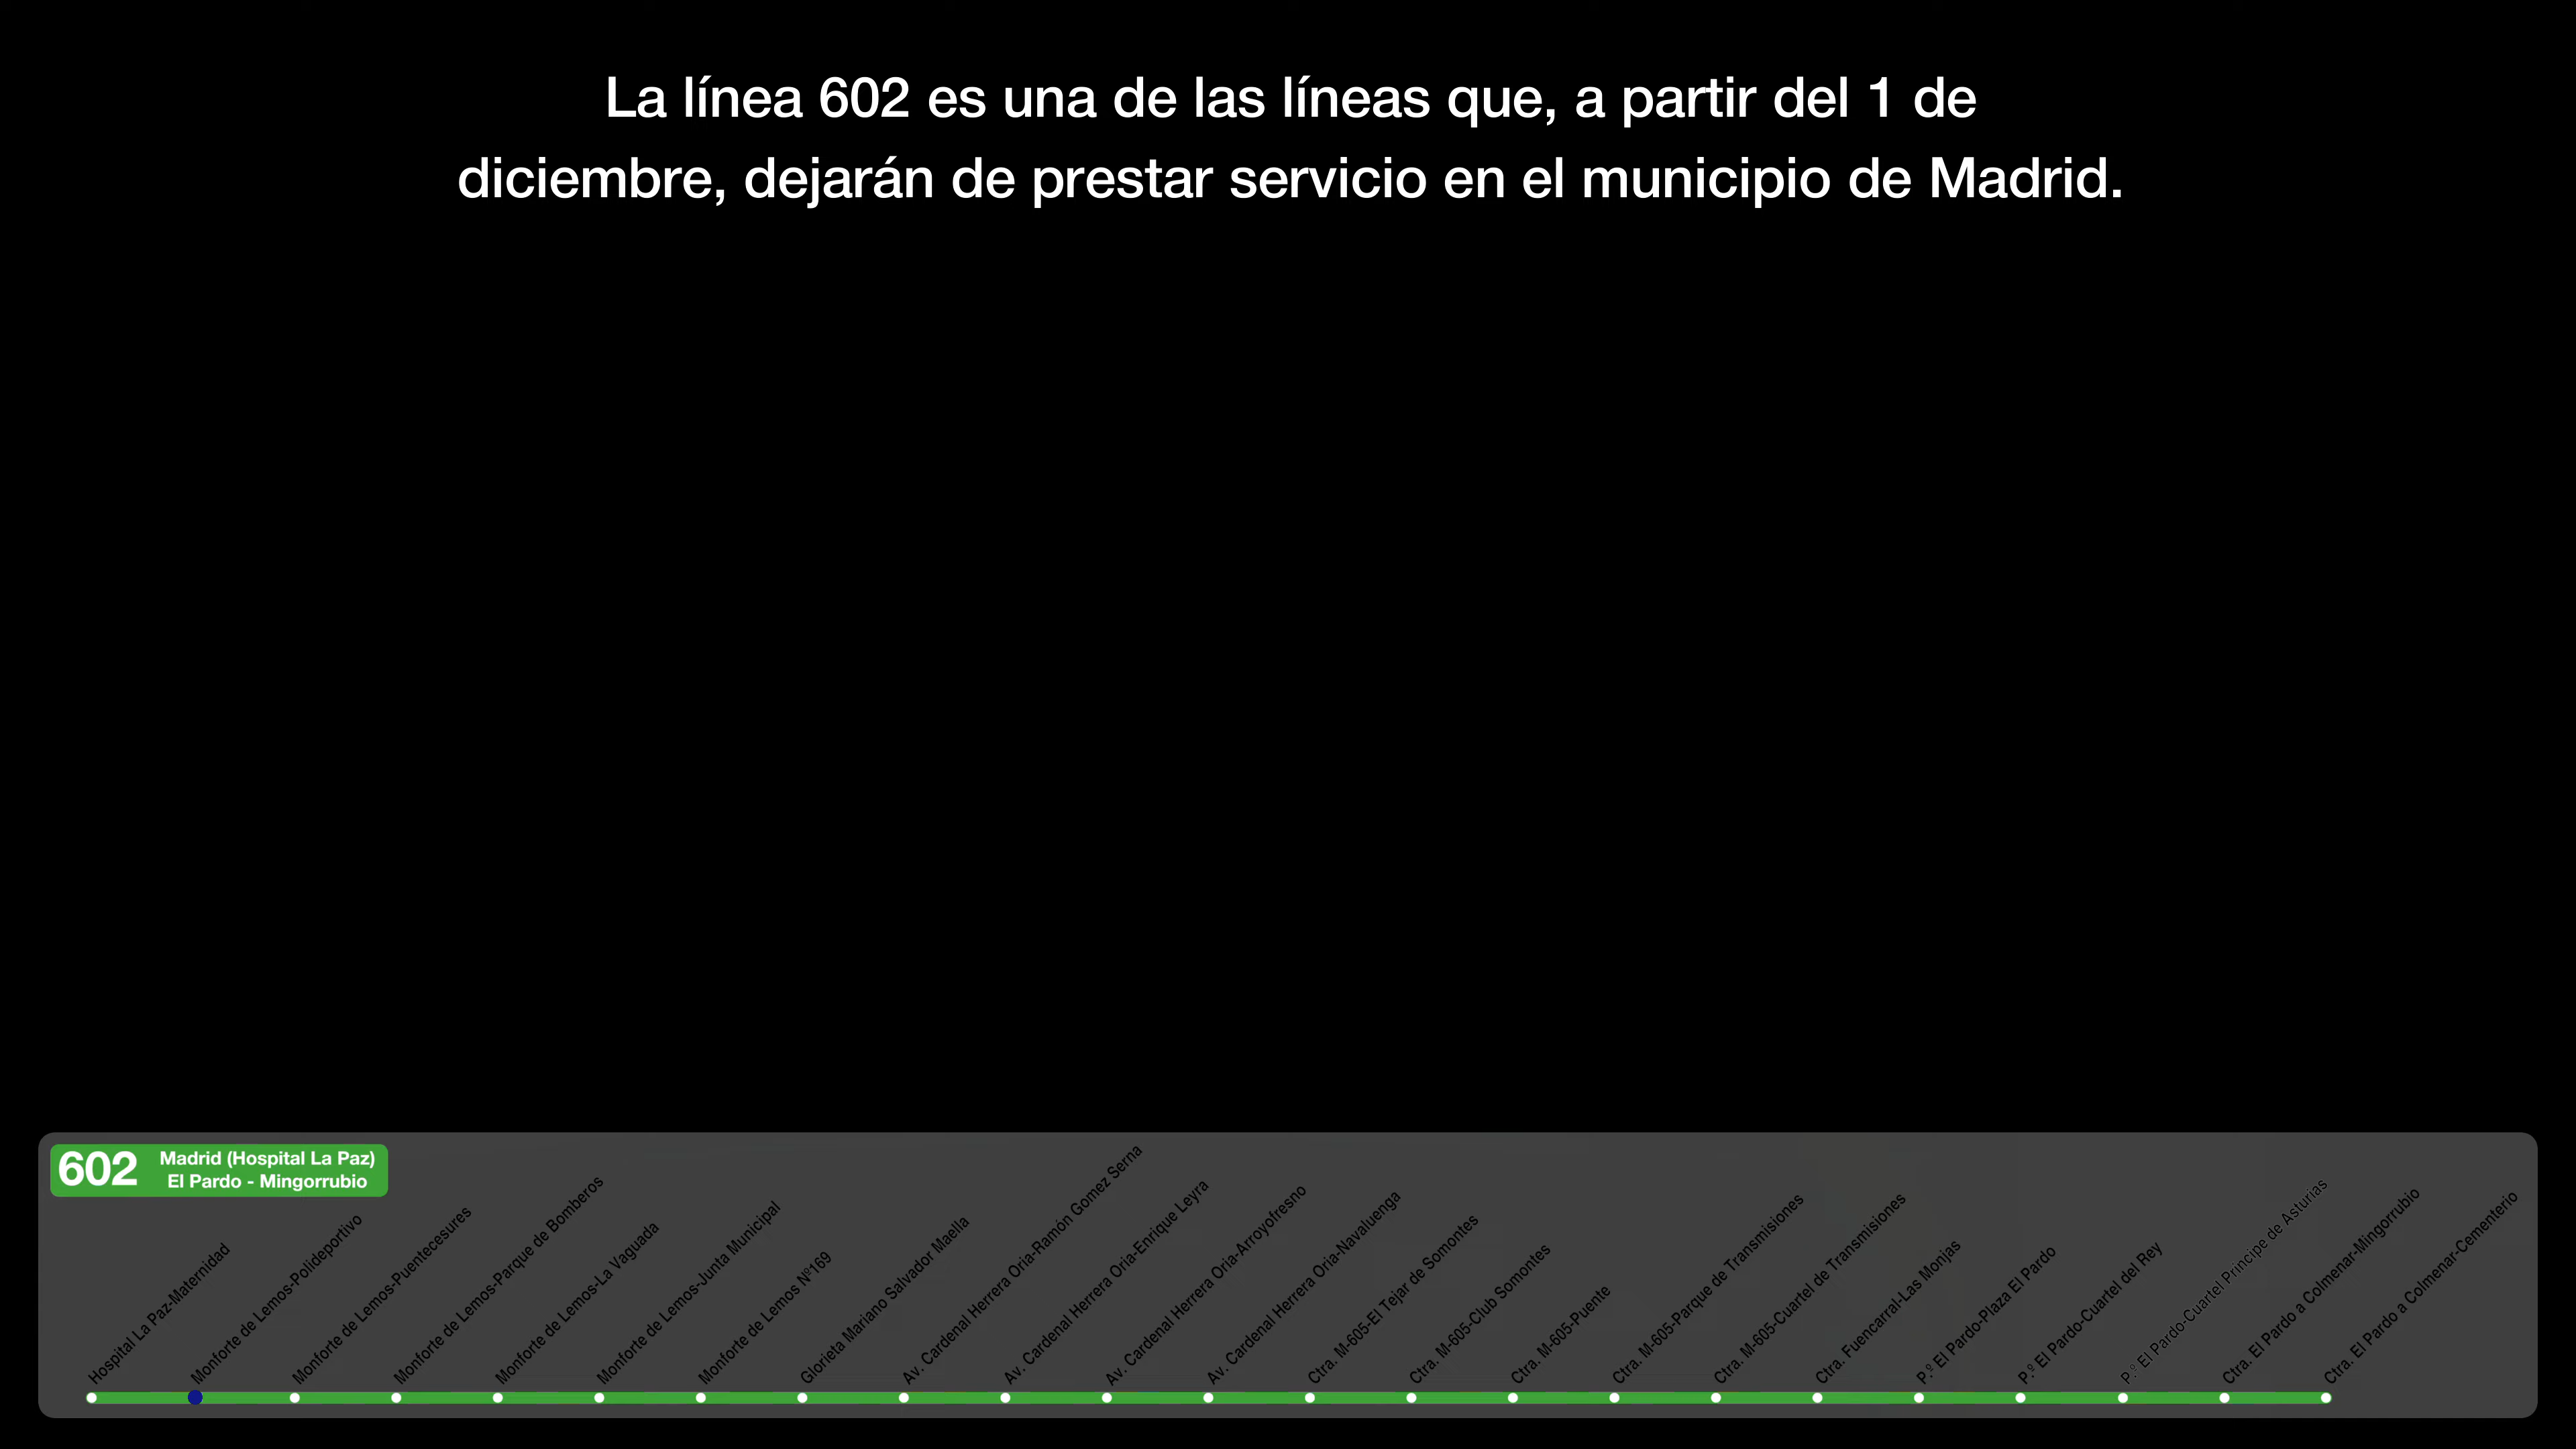 La línea 602 es una de las líneas que, a partir del 1 de
diciembre, dejarán de prestar servicio en el municipio de Madrid.
602
Madrid (Hospital La Paz)
El Pardo - Mingorrubio
Hospital La Paz-Maternidad
Monforte de Lemos-Polideportivo
Monforte de Lemos-Puentecesures
Monforte de Lemos-Parque de Bomberos
Monforte de Lemos-La Vaguada
Monforte de Lemos-Junta Municipal
Monforte de Lemos Nº169
Glorieta Mariano Salvador Maella
Av. Cardenal Herrera Oria-Ramón Gomez Serna
Av. Cardenal Herrera Oria-Enrique Leyra
Av. Cardenal Herrera Oria-Arroyofresno
Av. Cardenal Herrera Oria-Navaluenga
Ctra. M-605-El Tejar de Somontes
Ctra. M-605-Club Somontes
Ctra. M-605-Puente
Ctra. M-605-Parque de Transmisiones
Ctra. M-605-Cuartel de Transmisiones
Ctra. Fuencarral-Las Monjas
P.º El Pardo-Plaza El Pardo
P.º El Pardo-Cuartel del Rey
P.º El Pardo-Cuartel Principe de Asturias
Ctra. El Pardo a Colmenar-Mingorrubio
Ctra. El Pardo a Colmenar-Cementerio